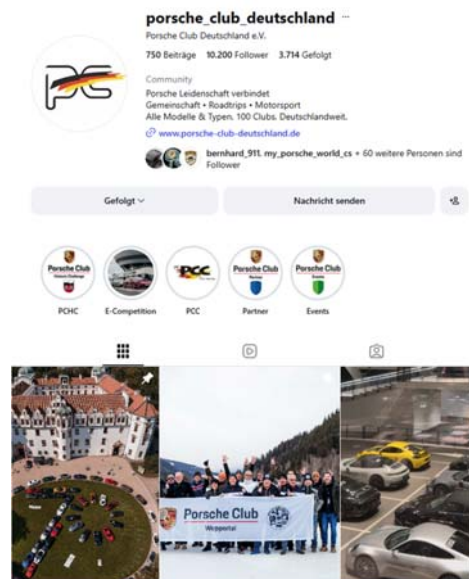 porsche_club_deutschland ...
Porsche Club Deutschland e.V.
750 Beiträge 10.200 Follower 3.714 Gefolgt
Community
Porsche Leidenschaft verbindet
Gemeinschaft • Roadtrips • Motorsport
Alle Modelle & Typen. 100 Clubs. Deutschlandweit.
www.porsche-club-deutschland.de
bernhard_911, my_porsche_world_cs + 60 weitere Personen sind
Follower
Gefolgt
Nachricht senden
Porsche Club
Porsche Club
Porsche Club
PCC
PCHC
E-Competition
PCC
Partner
Events
Porsche Club
Wuppertal